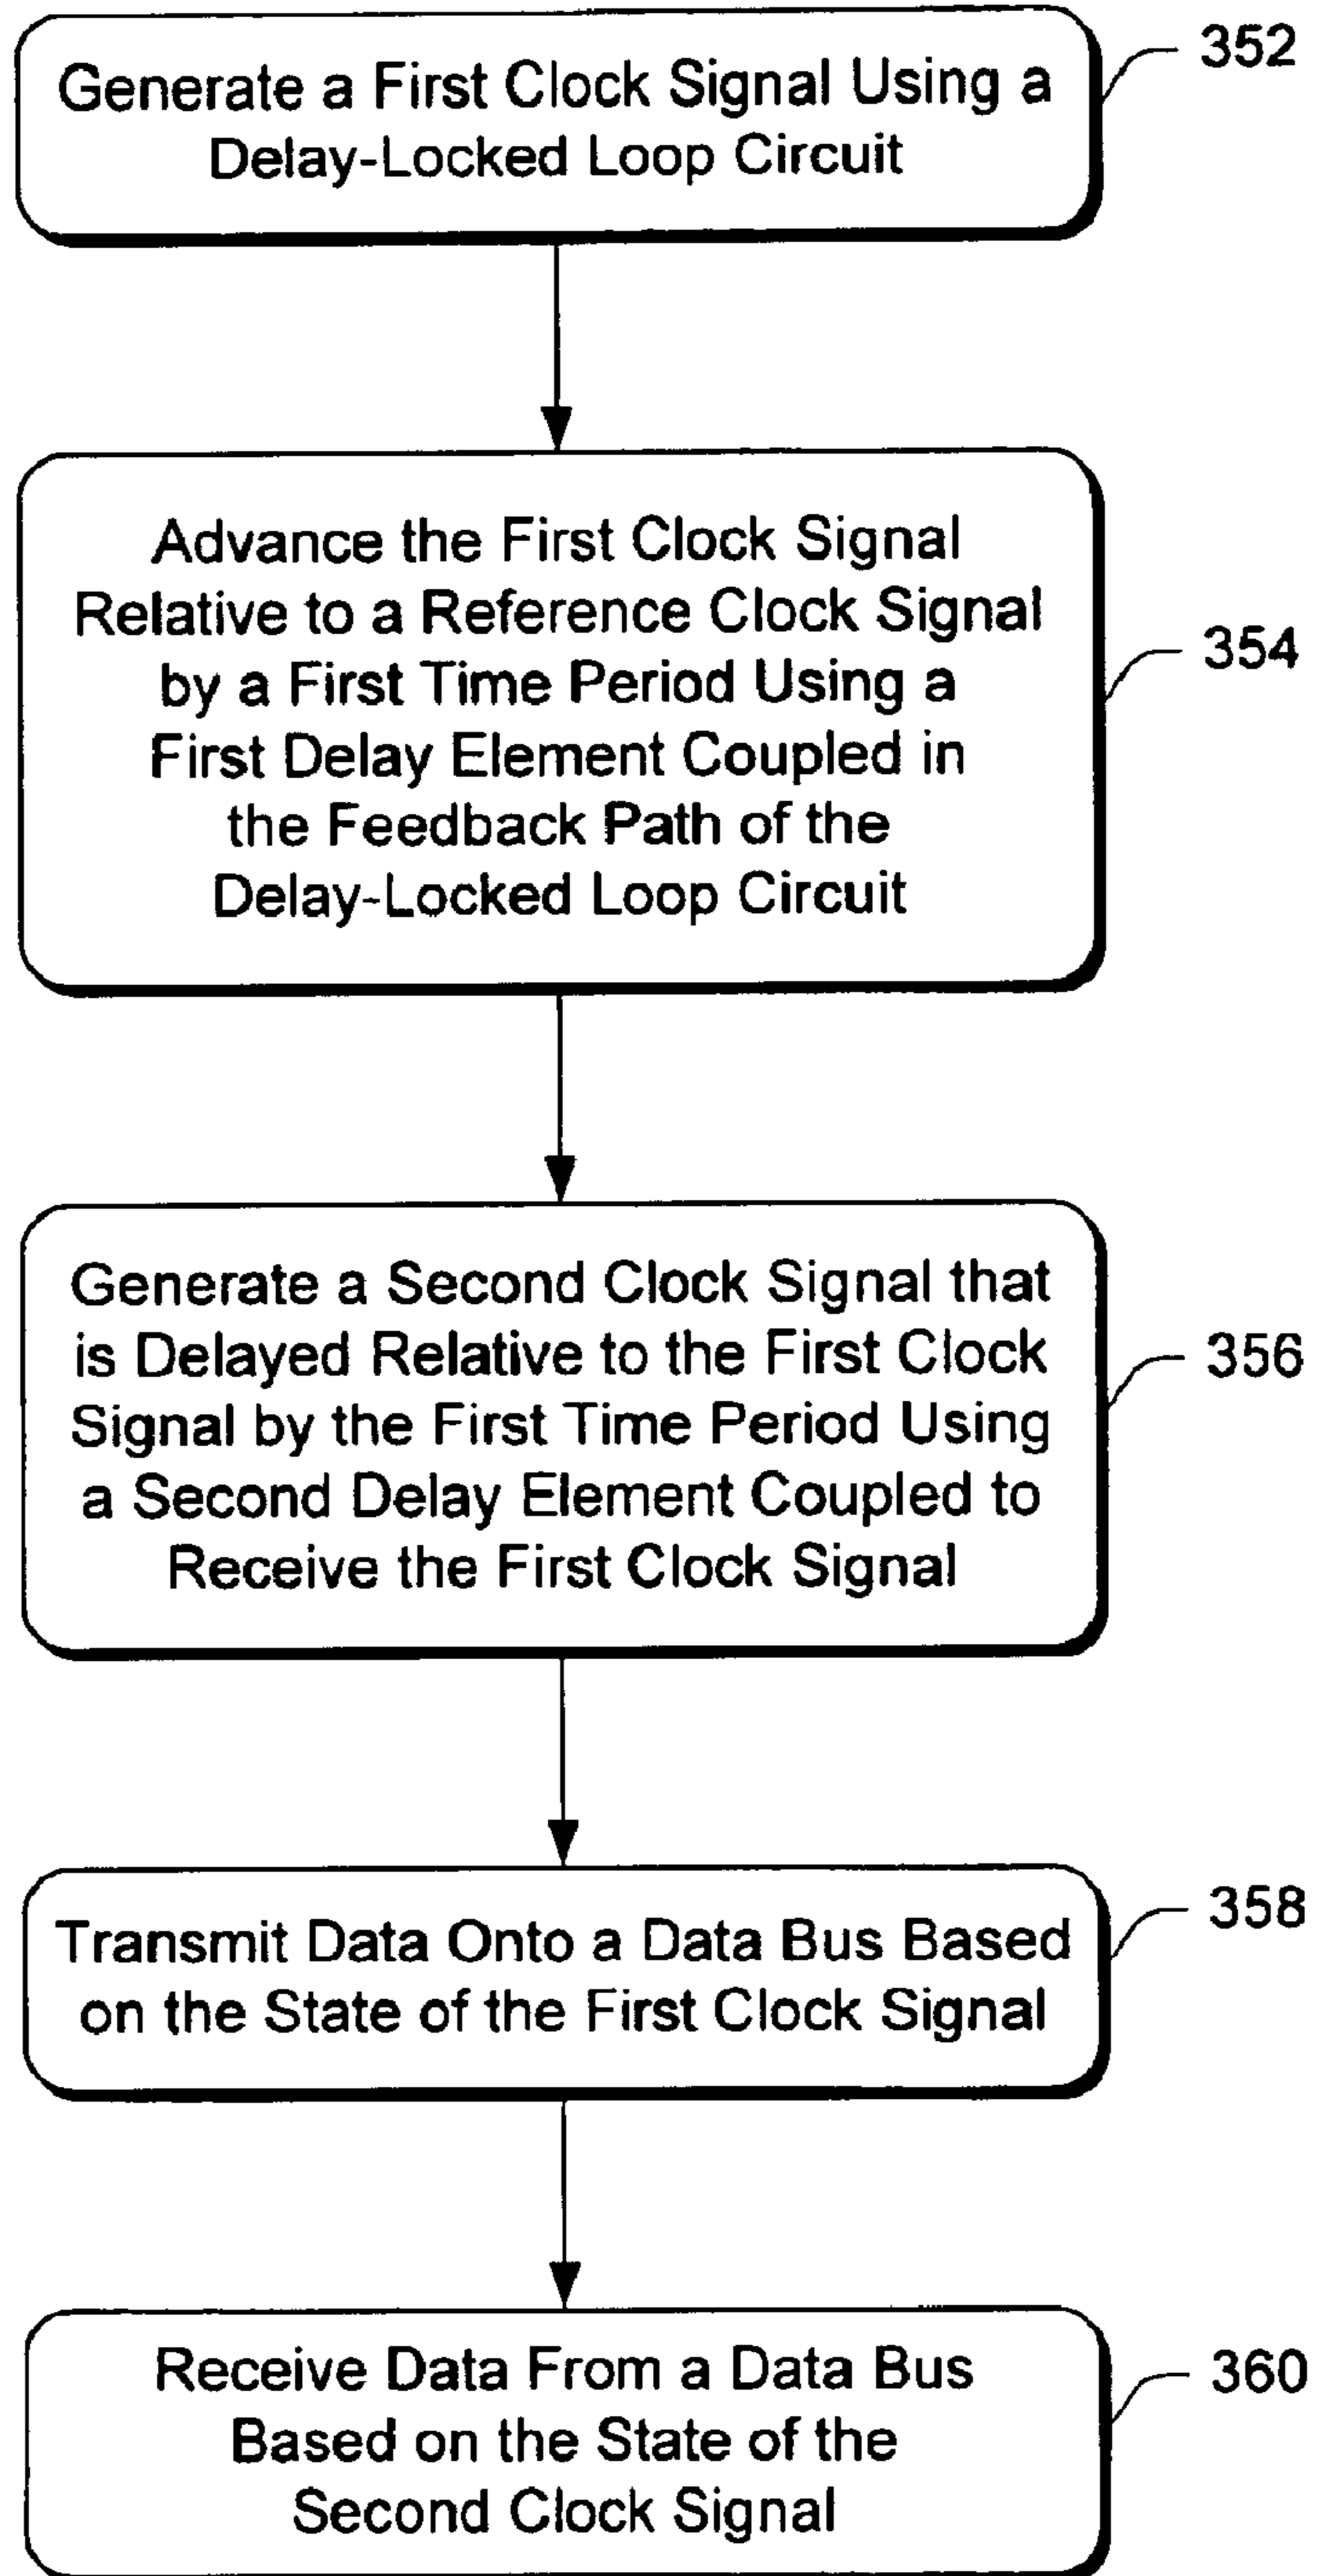 352
Generate a First Clock Signal Using a
Delay-Locked Loop Circuit
Advance the First Clock Signal
Relative to a Reference Clock Signal
by a First Time Period Using a
First Delay Element Coupled in
the Feedback Path of the
Delay-Locked Loop Circuit
354
Generate a Second Clock Signal that
is Delayed Relative to the First Clock
Signal by the First Time Period Using
a Second Delay Element Coupled to
Receive the First Clock Signal
356
Transmit Data Onto a Data Bus Based
on the State of the First Clock Signal
358
Receive Data From a Data Bus
Based on the State of the
Second Clock Signal
360